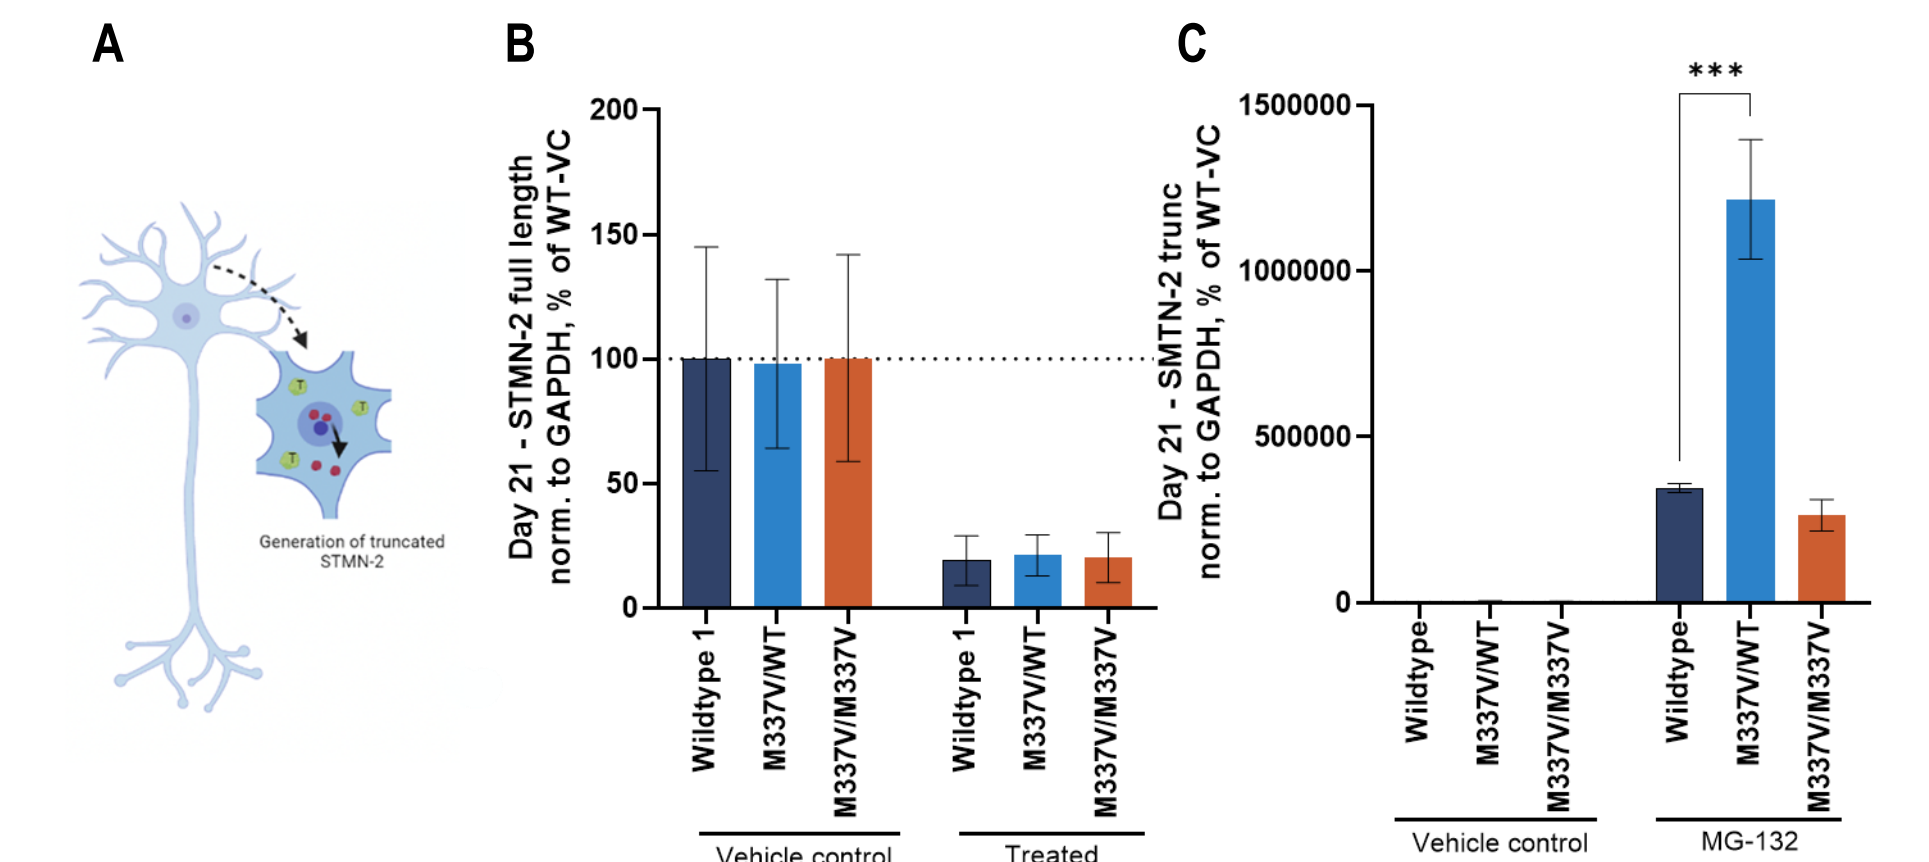 A
T
T
T
Generation of truncated
STMN-2
B
Day 21 - STMN-2 full length
norm. to GAPDH, % of WT-VC
200
150
100
50
0
Wildtype 1
M337V/WT
M337V/M337V
Wildtype 1
M337V/WT
M337V/M337V
Vehicle control
Treated
C
Day 21 - SMTN-2 trunc
norm. to GAPDH, % of WT-VC
1500000
1000000
500000
0
***
Wildtype
M337V/WT
M337V/M337V
Wildtype
M337V/WT
M337V/M337V
Vehicle control
MG-132